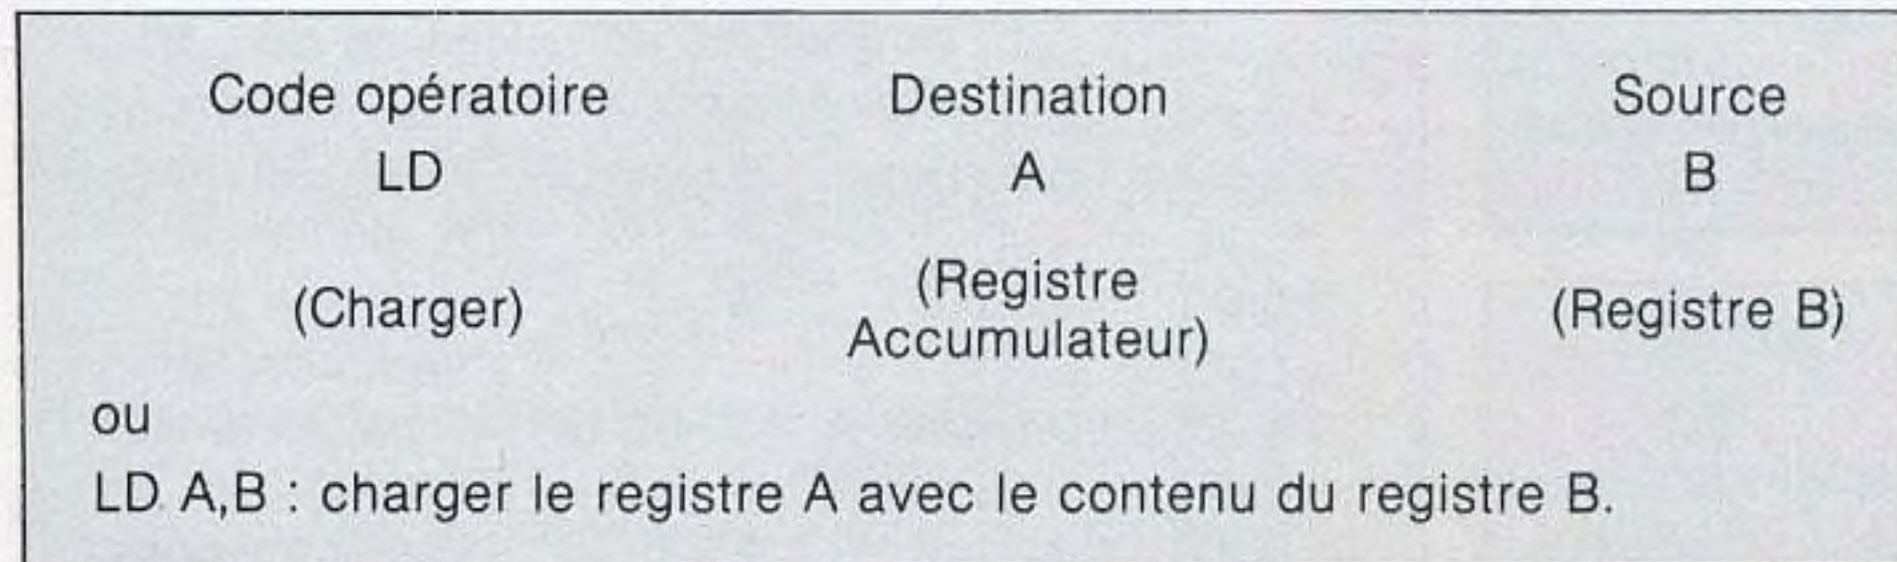 Code opératoire Destination Source
LD A B
(Charger) (Registre Accumulateur) (Registre B)
ou
LD A,B : charger le registre A avec le contenu du registre B.